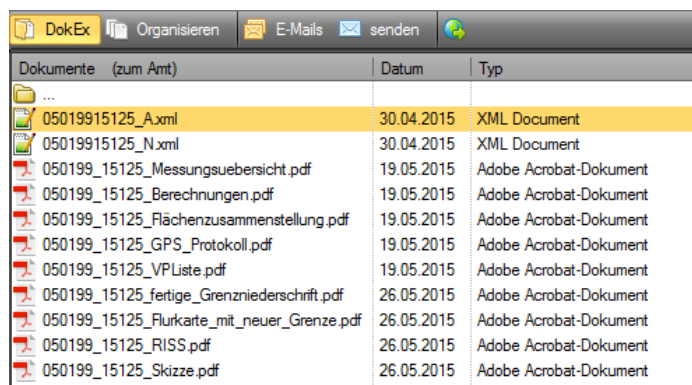 DokEx Organisieren E-Mails senden
Dokumente (zum Amt) Datum Typ
...
05019915125_A.xml 30.04.2015 XML Document
05019915125_N.xml 30.04.2015 XML Document
050199_15125_Messungsuebersicht.pdf 19.05.2015 Adobe Acrobat-Dokument
050199_15125_Berechnungen.pdf 19.05.2015 Adobe Acrobat-Dokument
050199_15125_Flächenzusammenstellung.pdf 19.05.2015 Adobe Acrobat-Dokument
050199_15125_GPS_Protokoll.pdf 19.05.2015 Adobe Acrobat-Dokument
050199_15125_VPListe.pdf 19.05.2015 Adobe Acrobat-Dokument
050199_15125_fertige_Grenzniederschrift.pdf 26.05.2015 Adobe Acrobat-Dokument
050199_15125_Flurkarte_mit_neuer_Grenze.pdf 26.05.2015 Adobe Acrobat-Dokument
050199_15125_RISS.pdf 26.05.2015 Adobe Acrobat-Dokument
050199_15125_Skizze.pdf 26.05.2015 Adobe Acrobat-Dokument